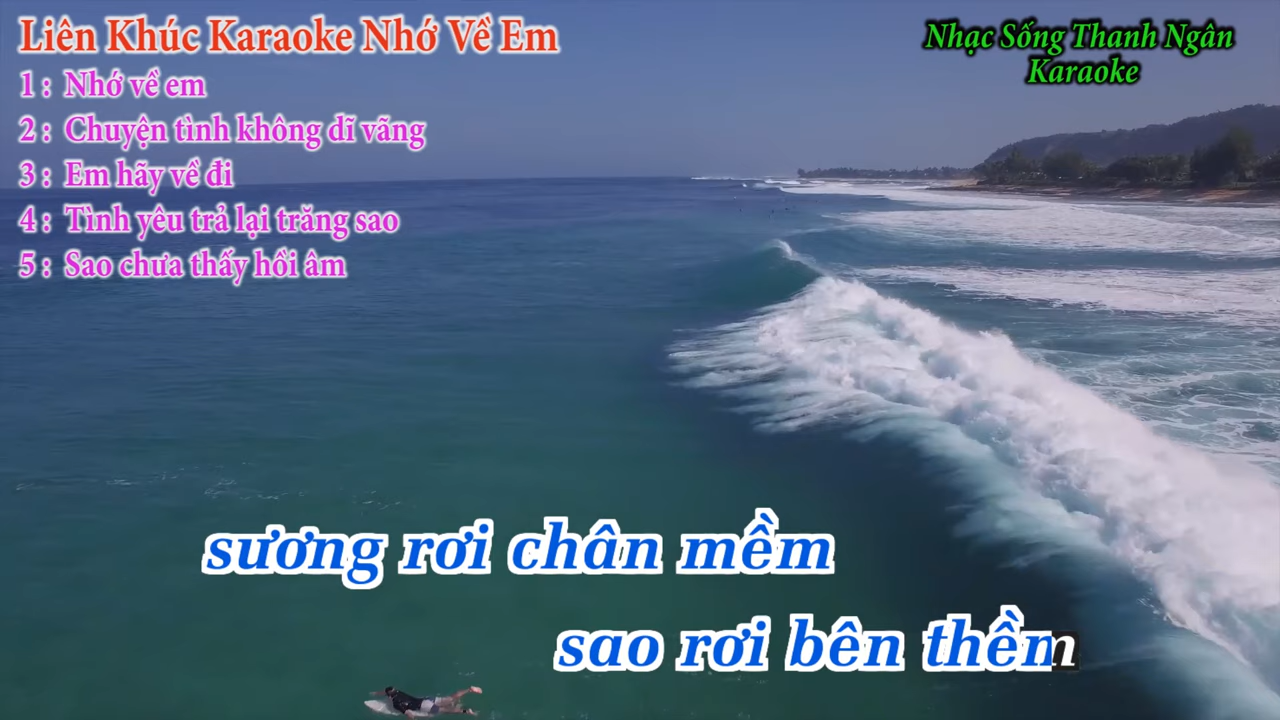 Liên Khúc Karaoke Nhớ Về Em
1 : Nhớ về em
2 : Chuyện tình không dĩ vãng
3 : Em hãy về đi
4 : Tình yêu trả lại trăng sao
5 : Sao chưa thấy hồi âm
Nhạc Sống Thanh Ngân
Karaoke
sương rơi chân mềm
sao rơi bên thềm